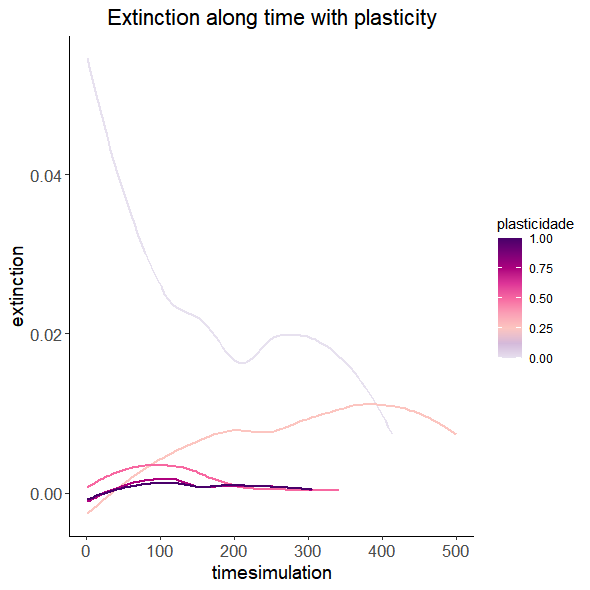 Extinction along time with plasticity
extinction
0.04
0.02
0.00
0 100 200 300 400 500
timesimulation
plasticidade
1.00
0.75
0.50
0.25
0.00